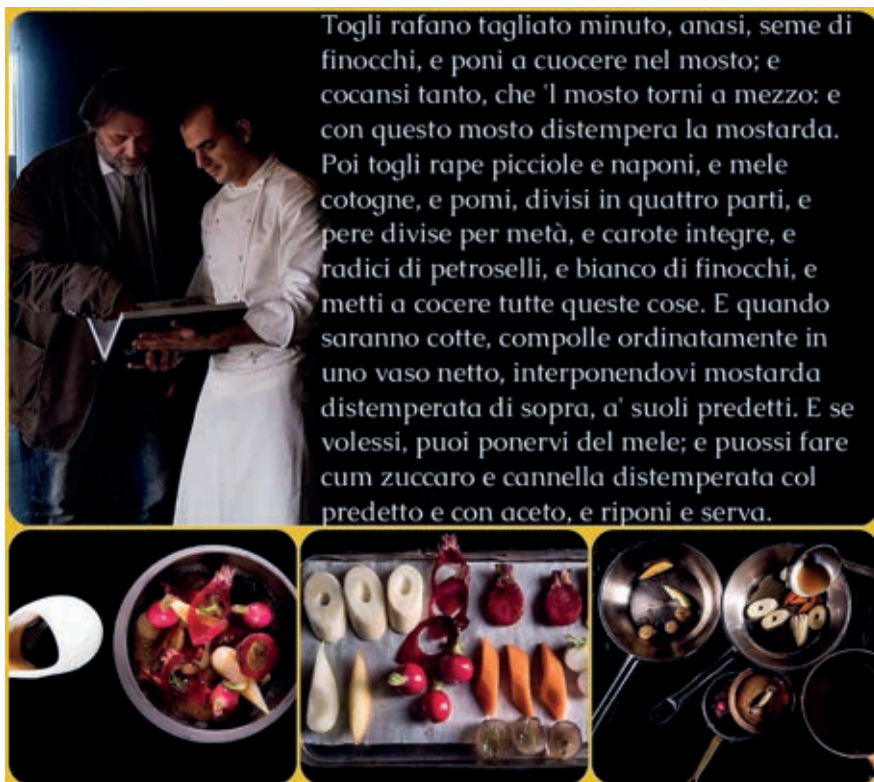 Togli rafano tagliato minuto, anasi, seme di
finocchi, e poni a cuocere nel mosto; e
cocansi tanto, che 'l mosto torni a mezzo: e
con questo mosto distempera la mostarda.
Poi togli rape picciole e naponi, e mele
cotogne, e pomi, divisi in quattro parti, e
pere divise per metà, e carote integre, e
radici di petroselli, e bianco di finocchi, e
metti a cocere tutte queste cose. E quando
saranno cotte, compolle ordinatamente in
uno vaso netto, interponendovi mostarda
distemperata di sopra, a' suoli predetti. E se
volessi, puoi ponervi del mele; e puossi fare
cum zuccaro e cannella distemperata col
predetto e con aceto, e riponi e serva.